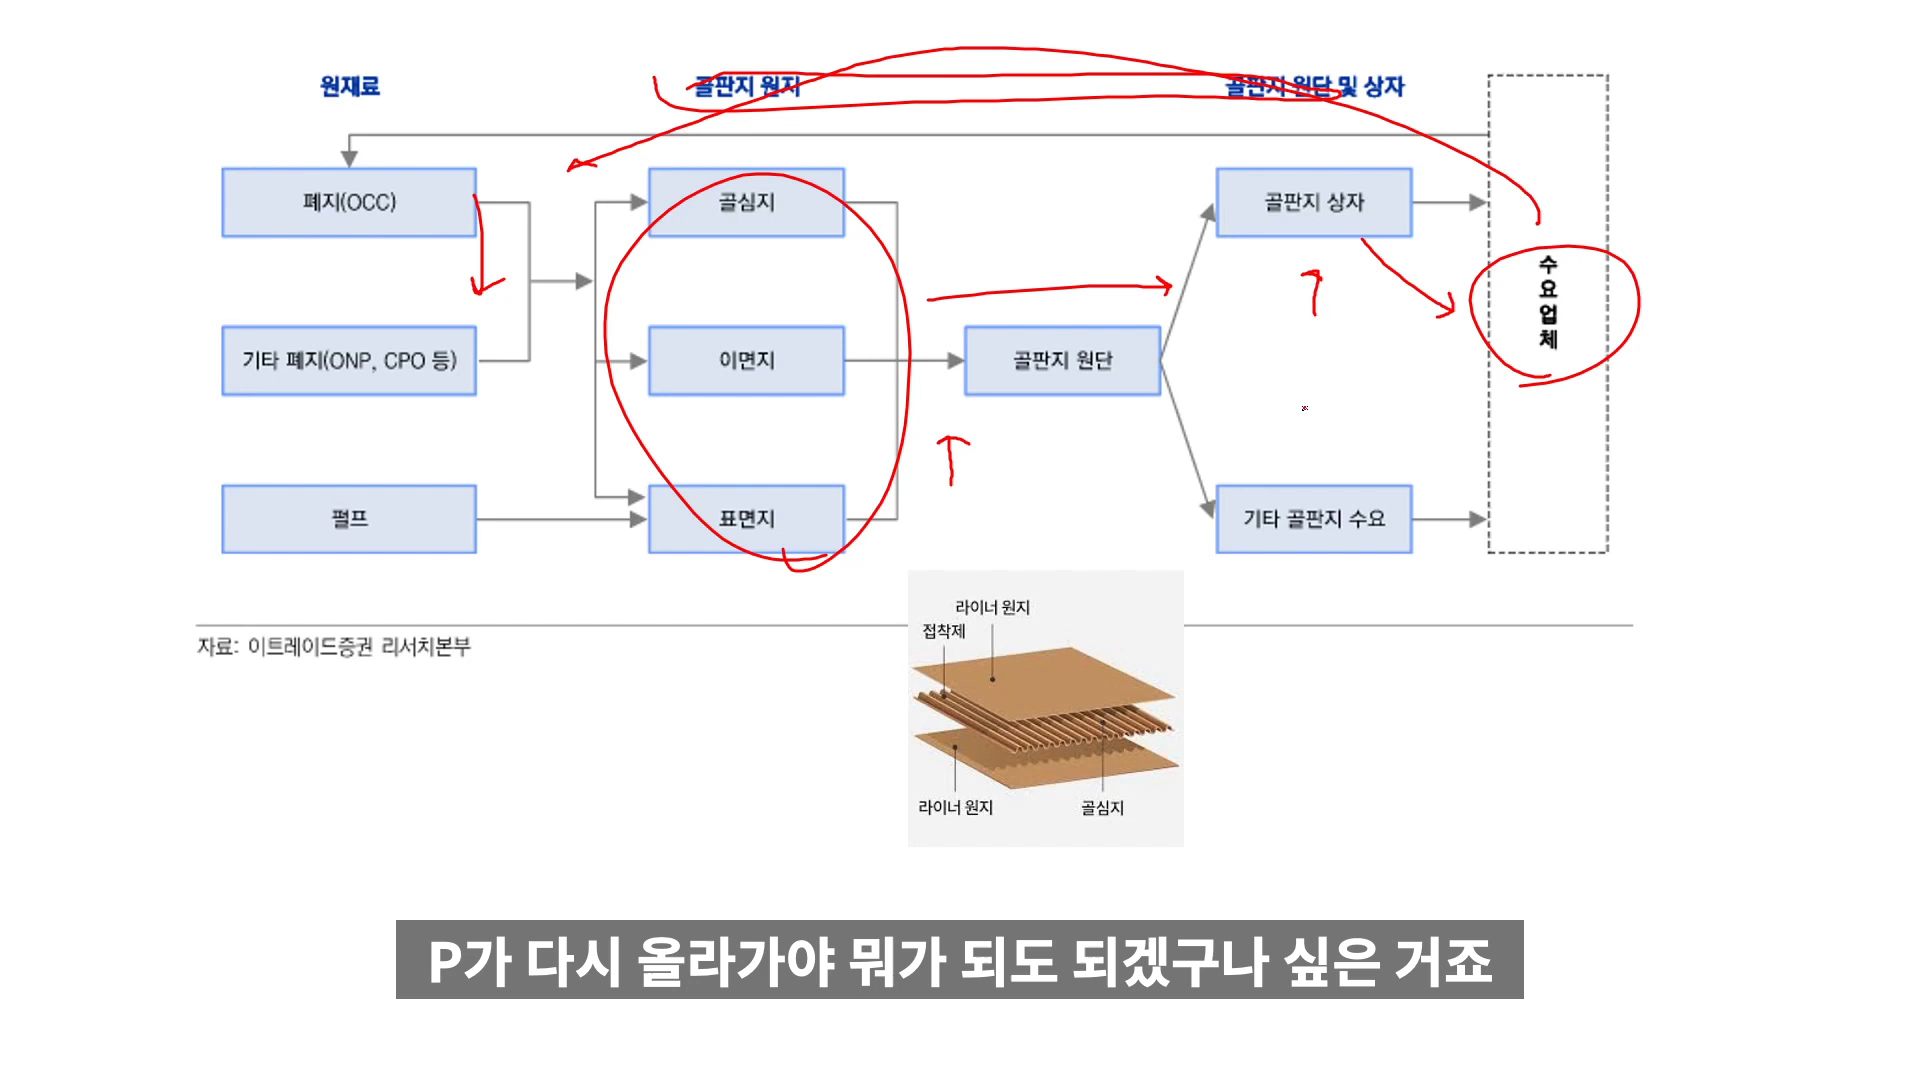 원재료
골판지 원지
골판지 원단 및 상자
폐지(OCC)
골심지
골판지 상자
수요업체
기타 폐지(ONP, CPO 등)
이면지
골판지 원단
펄프
표면지
기타 골판지 수요
자료: 이트레이드증권 리서치본부
라이너 원지
접착제
라이너 원지
골심지
P가 다시 올라가야 뭐가 되도 되겠구나 싶은 거죠